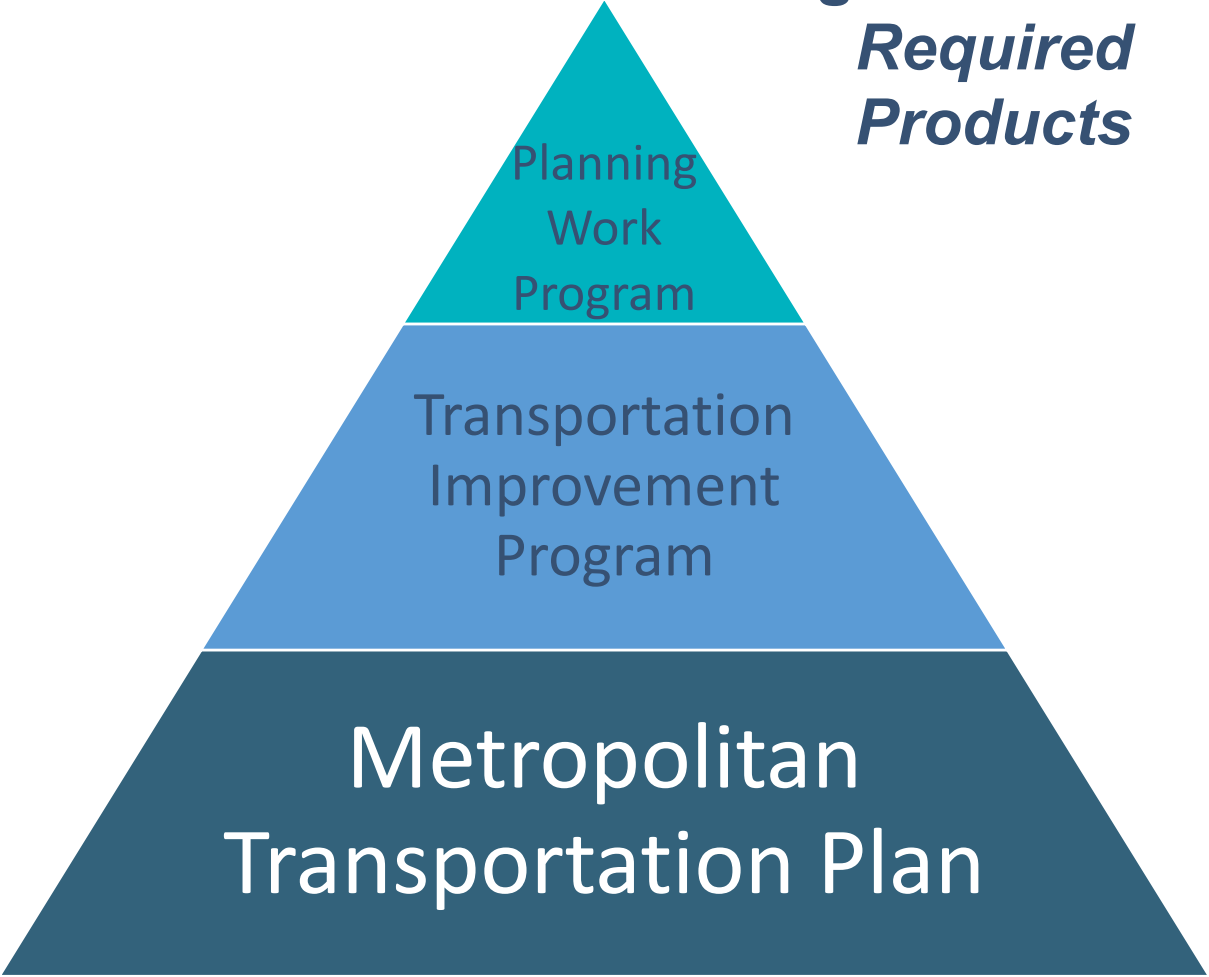 Required
Products
Planning
Work
Program
Transportation
Improvement
Program
Metropolitan
Transportation Plan